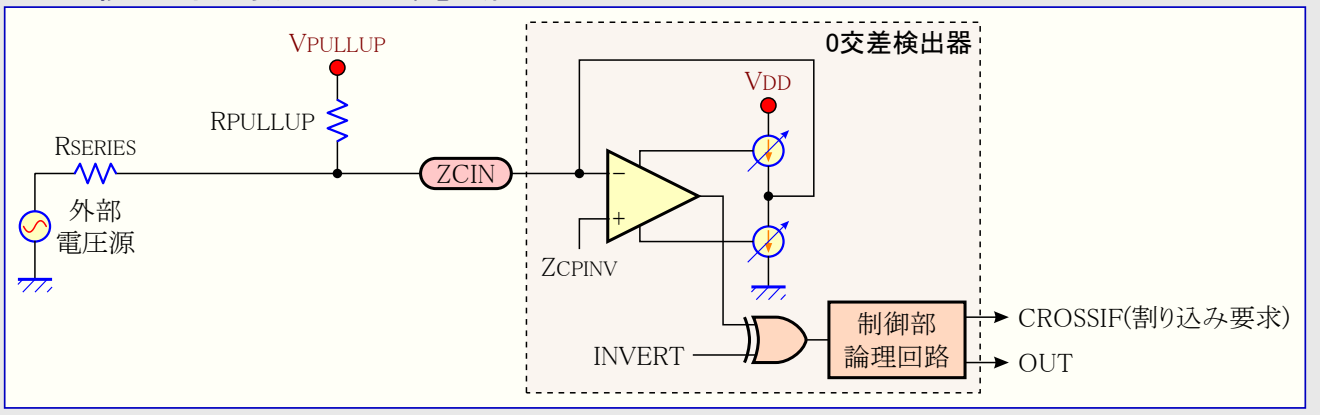 0交差検出器
VPULLUP
VDD
RPULLUP
RSERIES
ZCIN
−
外部
電圧源
+
ZCPINV
制御部
論理回路
CROSSIF(割り込み要求)
INVERT
OUT